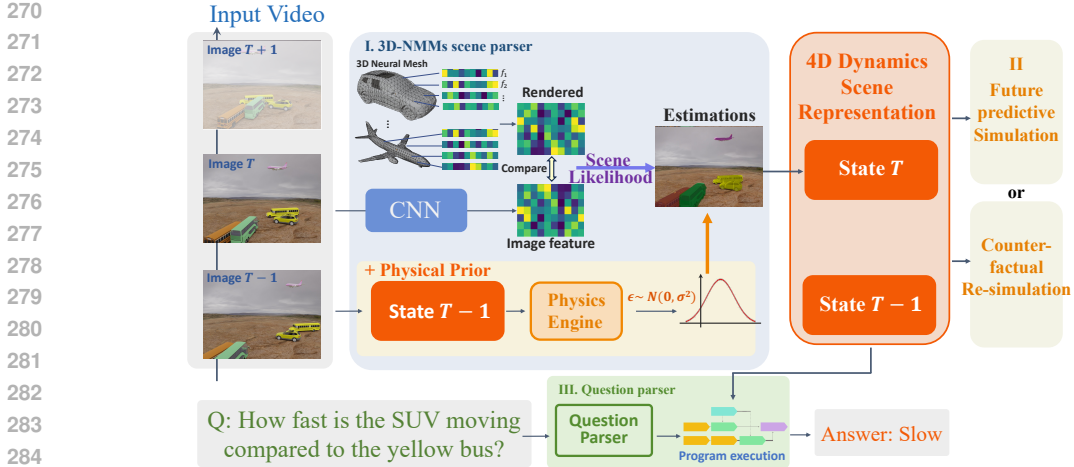 270
271
272
273
274
275
276
277
278
279
280
281
282
283
284
Input Video
Image T + 1
Image T
Image T − 1
I. 3D-NMMs scene parser
3D Neural Mesh
f₁
f₂
⋮
...
Rendered
Compare
CNN
Image feature
Scene
Likelihood
Estimations
+ Physical Prior
State T − 1
Physics
Engine
ϵ~ N(0, σ²)
4D Dynamics
Scene
Representation
State T
State T − 1
II
Future
predictive
Simulation
or
Counter-
factual
Re-simulation
Q: How fast is the SUV moving
compared to the yellow bus?
III. Question parser
Question
Parser
Program execution
Answer: Slow